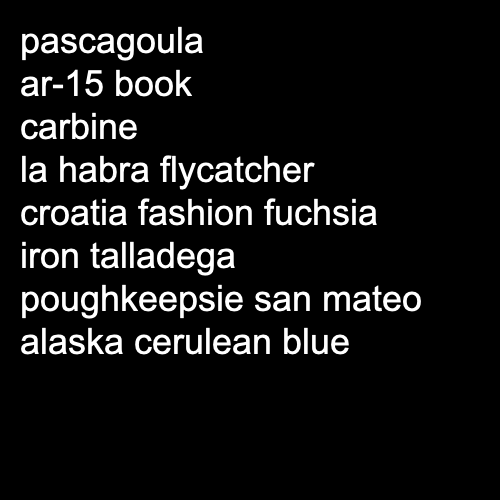 pascagoula
ar-15 book
carbine
la habra flycatcher
croatia fashion fuchsia
iron talladega
poughkeepsie san mateo
alaska cerulean blue